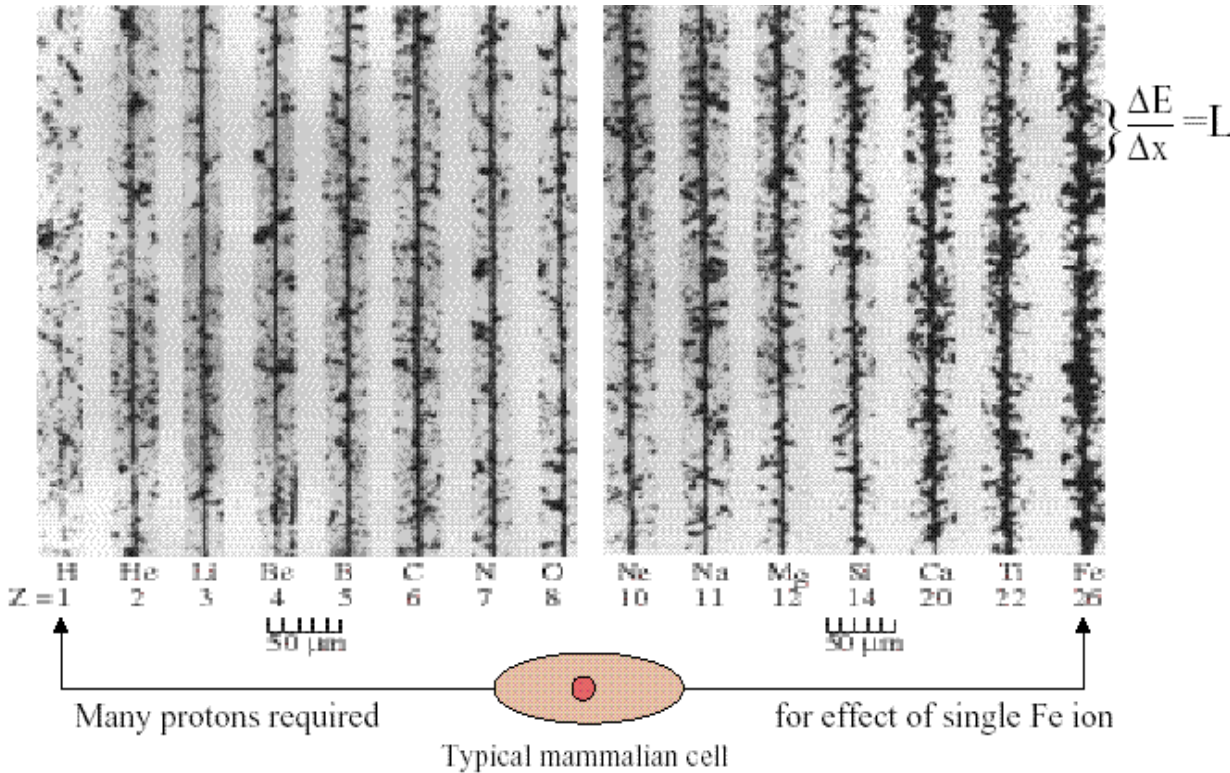 ΔE
Δx
=L
H He Li Be B C N O Ne Na Mg Si Ca Ti Fe
Z = 1 2 3 4 5 6 7 8 10 11 12 14 20 22 26
50 μm 50 μm
Many protons required for effect of single Fe ion
Typical mammalian cell